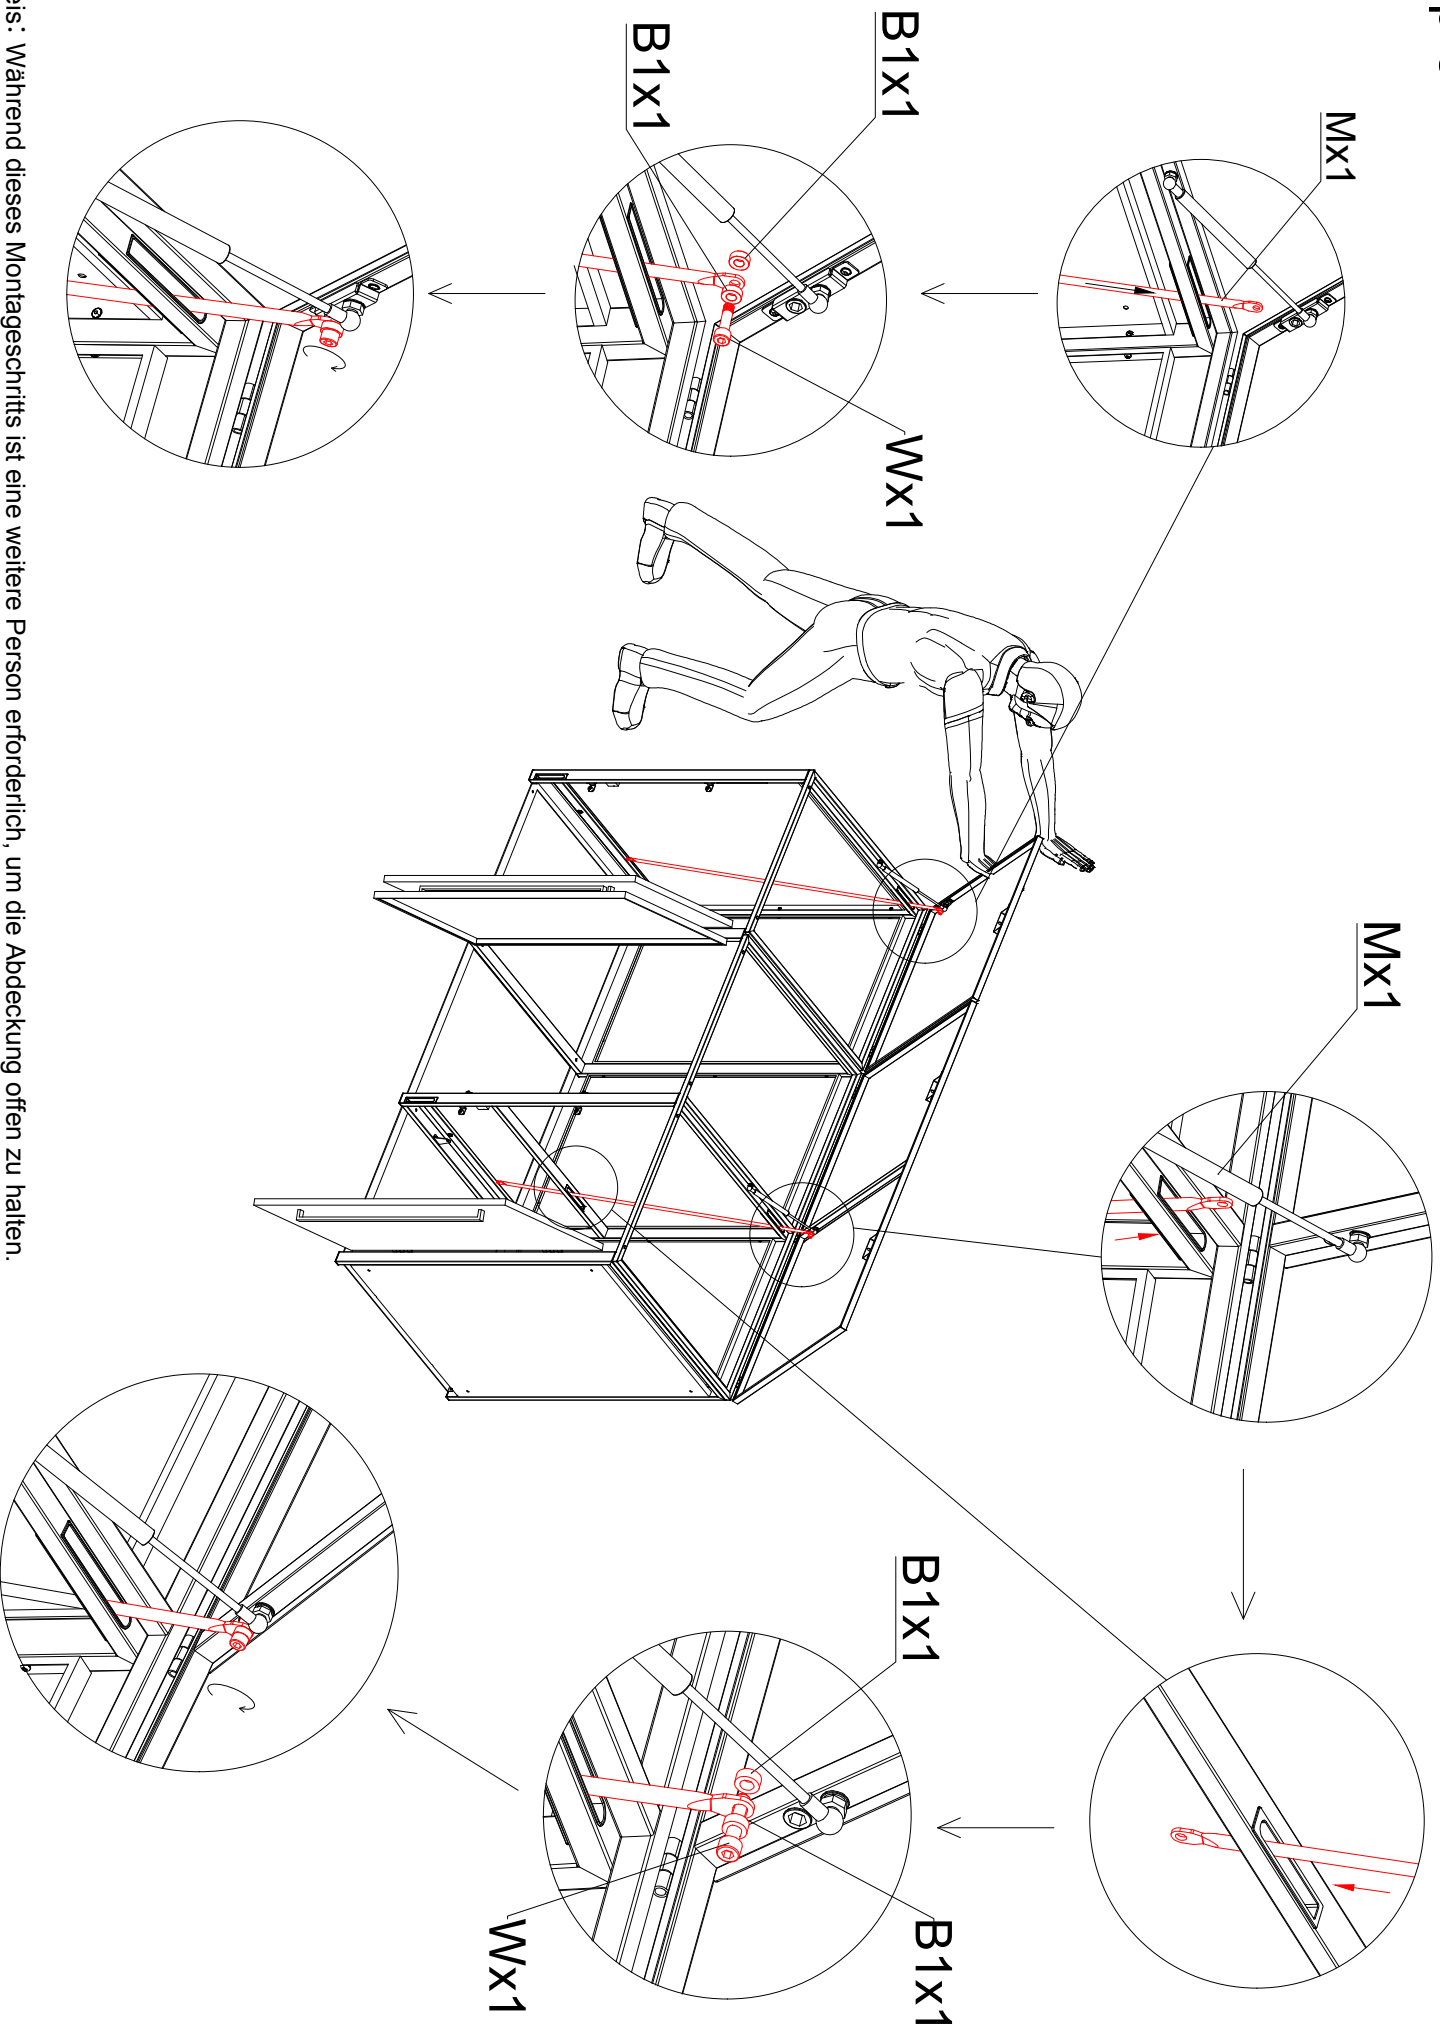 Mx1
B1x1
B1x1
Wx1
Mx1
B1x1
B1x1
Wx1
Während dieses Montageschritts ist eine weitere Person erforderlich, um die Abdeckung offen zu halten.